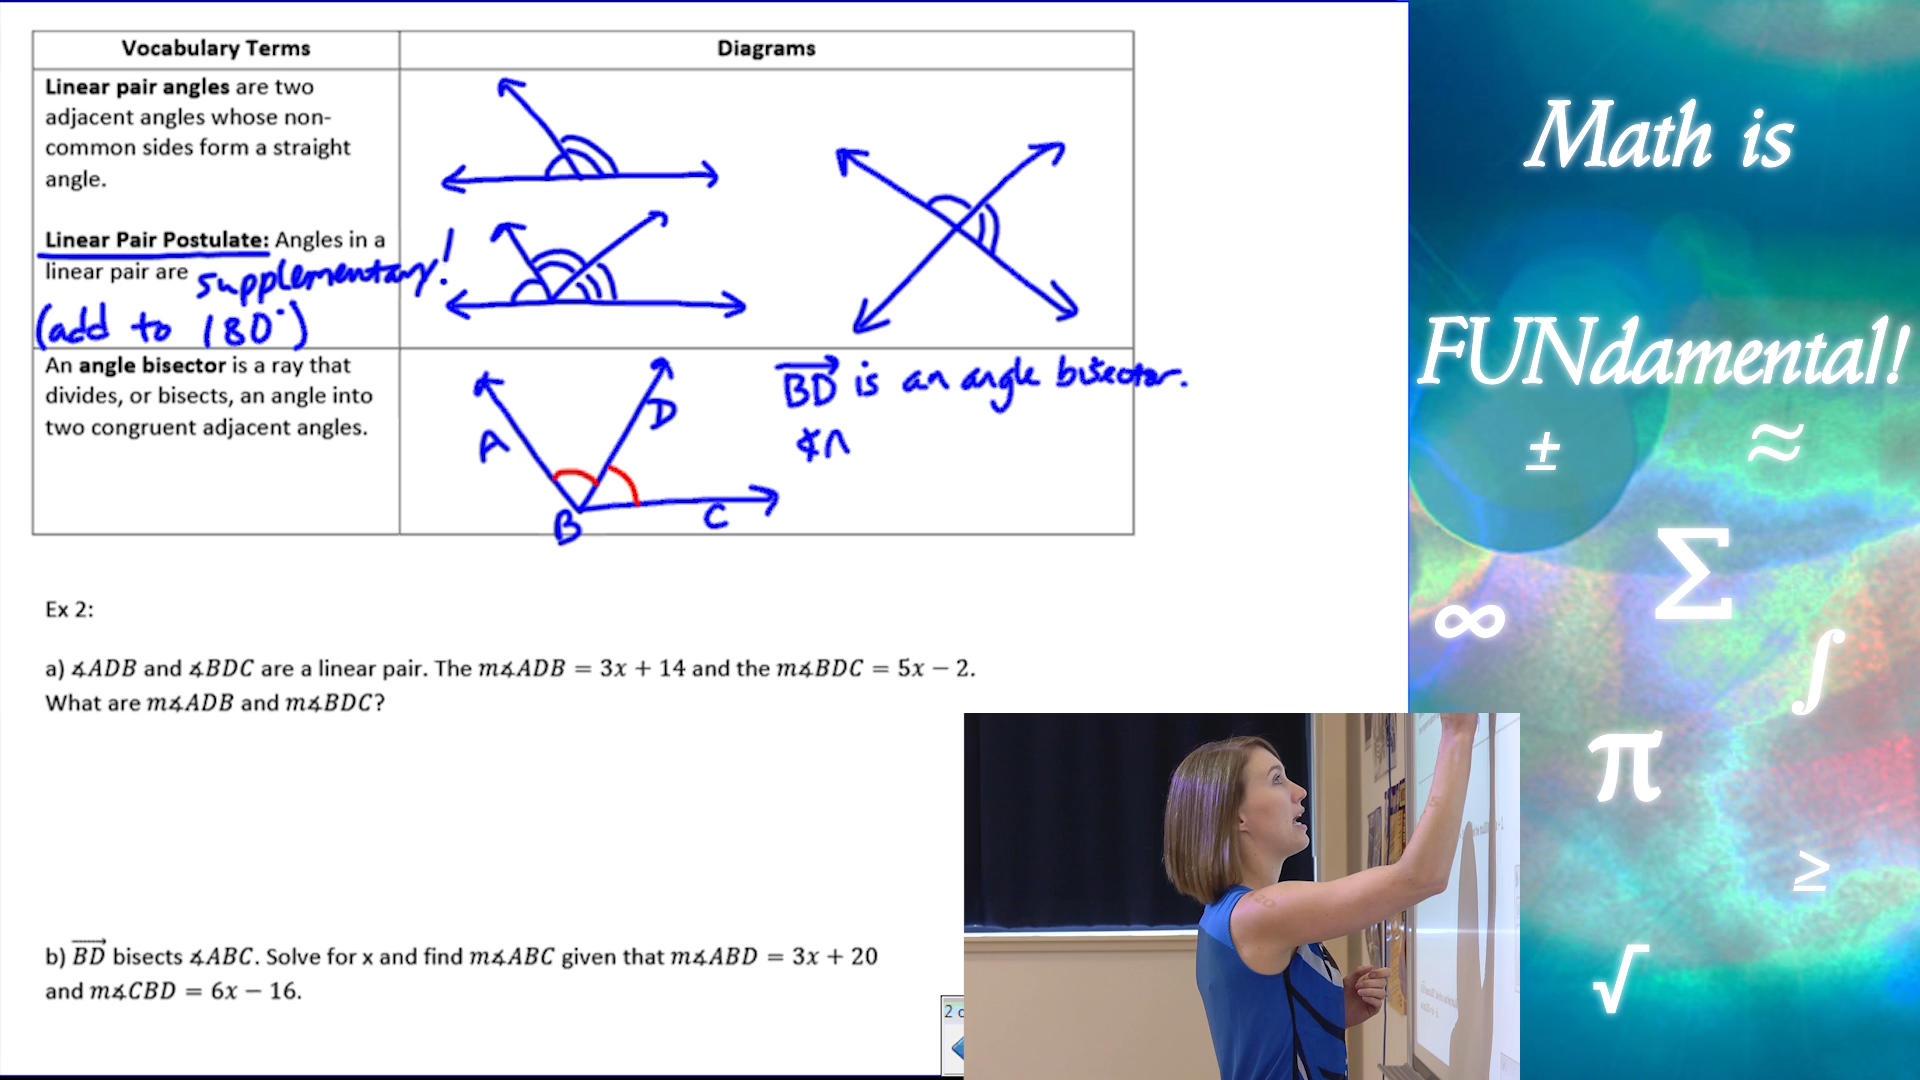 Vocabulary Terms
Diagrams
Linear pair angles are two
adjacent angles whose non-
common sides form a straight
angle.
Linear Pair Postulate: Angles in a
linear pair are supplementary!
(add to 180°)
An angle bisector is a ray that
divides, or bisects, an angle into
two congruent adjacent angles.
A
D
B
C
BD is an angle bisector.
∡
Ex 2:
a) ∡ADB and ∡BDC are a linear pair. The m∡ADB = 3x + 14 and the m∡BDC = 5x − 2.
What are m∡ADB and m∡BDC?
b) BD bisects ∡ABC. Solve for x and find m∡ABC given that m∡ABD = 3x + 20
and m∡CBD = 6x − 16.
Math is
FUNdamental!
± ≈
Σ
∞
∫
π
≥
√